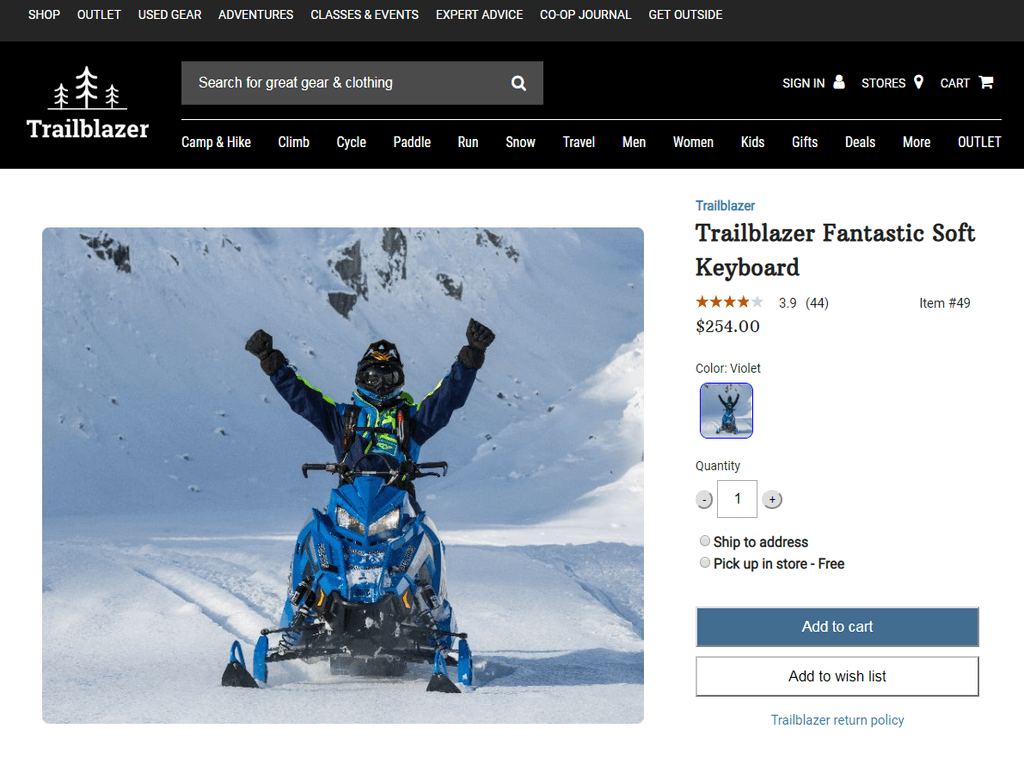 SHOP OUTLET USED GEAR ADVENTURES CLASSES & EVENTS EXPERT ADVICE CO-OP JOURNAL GET OUTSIDE
Trailblazer
Search for great gear & clothing
SIGN IN STORES CART
Camp & Hike Climb Cycle Paddle Run Snow Travel Men Women Kids Gifts Deals More OUTLET
Trailblazer
Trailblazer Fantastic Soft
Keyboard
3.9 (44) Item #49
$254.00
Color: Violet
Quantity
- 1 +
Ship to address
Pick up in store - Free
Add to cart
Add to wish list
Trailblazer return policy